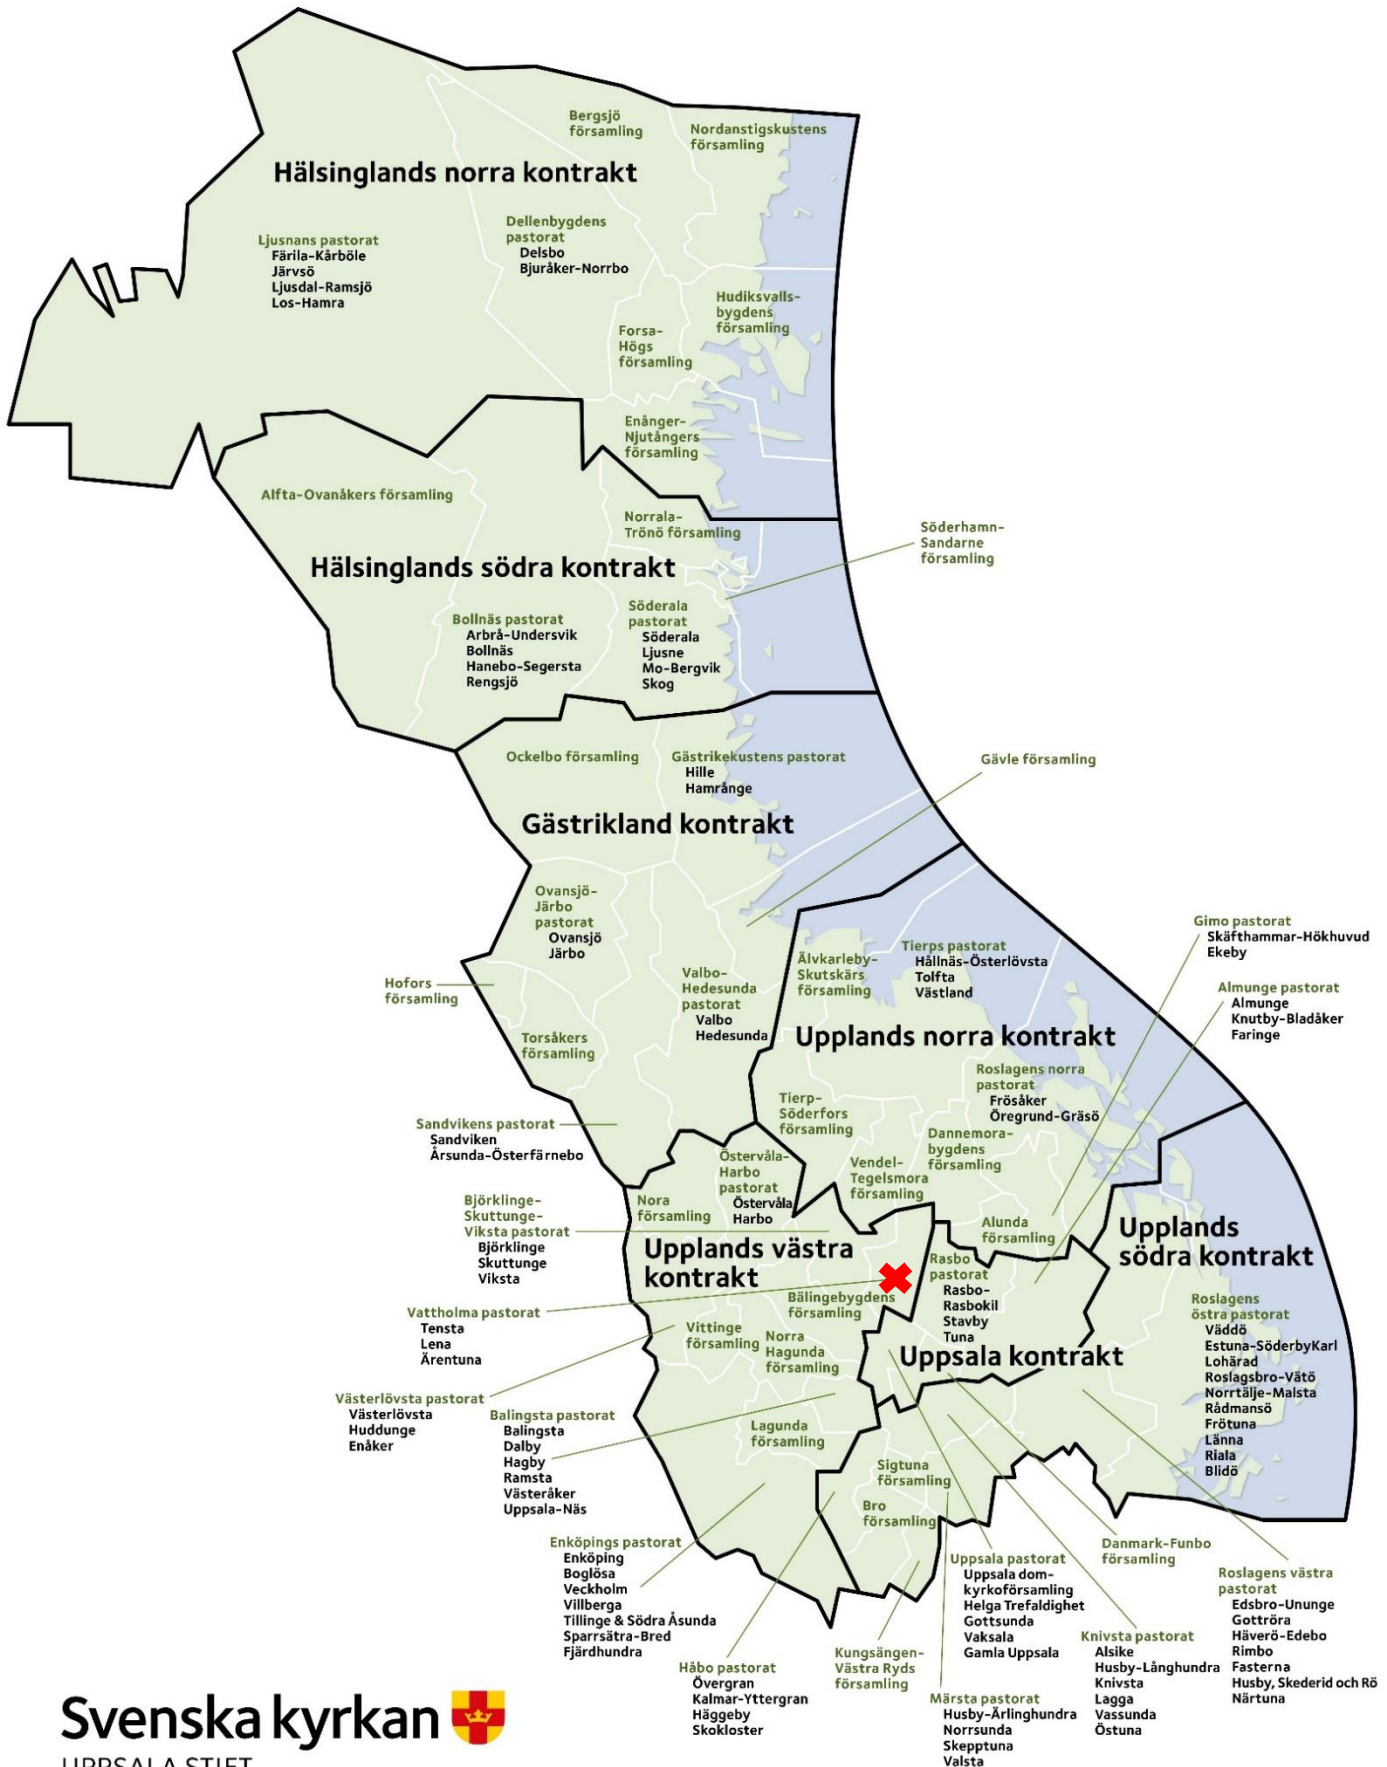 Bergsjö
församling
Nordanstigskustens
församling
Hälsinglands norra kontrakt
Ljusnans pastorat
Färila-Kårböle
Järvsö
Ljusdal-Ramsjö
Los-Hamra
Dellenbygdens
pastorat
Delsbo
Bjuråker-Norrbo
Hudiksvalls-
bygdens
församling
Forsa-
Högs
församling
Enånger-
Njutångers
församling
Alfta-Ovanåkers församling
Norrala-
Trönö församling
Söderhamn-
Sandarne
församling
Hälsinglands södra kontrakt
Bollnäs pastorat
Arbrå-Undersvik
Bollnäs
Hanebo-Segersta
Rengsjö
Söderala
pastorat
Söderala
Ljusne
Mo-Bergvik
Skog
Ockelbo församling
Gästrikekustens pastorat
Hille
Hamrånge
Gävle församling
Gästrikland kontrakt
Ovansjö-
Järbo
pastorat
Ovansjö
Järbo
Hofors
församling
Valbo-
Hedesunda
pastorat
Valbo
Hedesunda
Torsåkers
församling
Sandvikens pastorat
Sandviken
Årsunda-Österfärnebo
Älvkarleby-
Skutskärs
församling
Tierps pastorat
Hållnäs-Österlövsta
Tolfta
Västland
Gimo pastorat
Skäfthammar-Hökhuvud
Ekeby
Almunge pastorat
Almunge
Knutby-Bladåker
Faringe
Upplands norra kontrakt
Roslagens norra
pastorat
Frösåker
Öregrund-Gräsö
Tierp-
Söderfors
församling
Dannemora-
bygdens
församling
Vendel-
Tegelsmora
församling
Alunda
församling
Östervåla-
Harbo
pastorat
Östervåla
Harbo
Nora
församling
Björklinge-
Skuttunge-
Viksta pastorat
Björklinge
Skuttunge
Viksta
Upplands västra
kontrakt
Bälingebygdens
församling
Vattholma pastorat
Tensta
Lena
Ärentuna
Vittinge
församling
Norra
Hagunda
församling
Rasbo
pastorat
Rasbo-
Rasbokil
Stavby
Tuna
Uppsala kontrakt
Upplands
södra kontrakt
Roslagens
östra pastorat
Väddö
Estuna-SöderbyKarl
Lohärad
Roslagsbro-Vätö
Norrtälje-Malsta
Rådmansö
Frötuna
Länna
Riala
Blidö
Västerlövsta pastorat
Västerlövsta
Huddunge
Enåker
Balingsta pastorat
Balingsta
Dalby
Hagby
Ramsta
Västeråker
Uppsala-Näs
Lagunda
församling
Sigtuna
församling
Bro
församling
Enköpings pastorat
Enköping
Boglösa
Veckholm
Villberga
Tillinge & Södra Åsunda
Sparrsätra-Bred
Fjärdhundra
Håbo pastorat
Övergran
Kalmar-Yttergran
Häggeby
Skokloster
Kungsängen-
Västra Ryds
församling
Uppsala pastorat
Uppsala dom-
kyrkoförsamling
Helga Trefaldighet
Gottsunda
Vaksala
Gamla Uppsala
Märsta pastorat
Husby-Ärlinghundra
Norrsunda
Skepptuna
Valsta
Danmark-Funbo
församling
Knivsta pastorat
Alsike
Husby-Långhundra
Knivsta
Lagga
Vassunda
Östuna
Roslagens västra
pastorat
Edsbro-Ununge
Gottröra
Häverö-Edebo
Rimbo
Fasterna
Husby, Skederid och Rö
Närtuna
Svenska kyrkan
UPPSALA STIFT